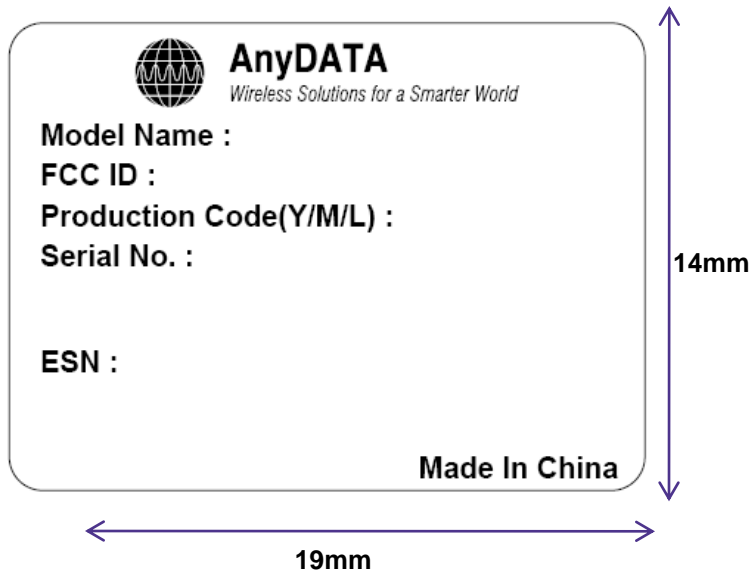 AnyDATA
Wireless Solutions for a Smarter World
Model Name :
FCC ID :
Production Code(Y/M/L) :
Serial No. :
14mm
ESN :
Made In China
19mm